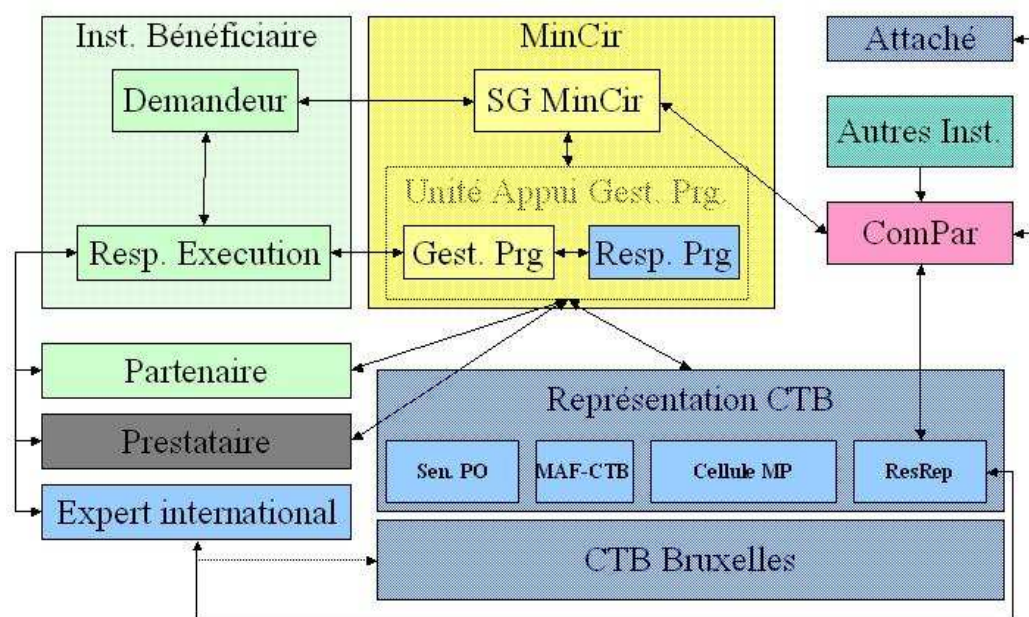 Inst. Bénéficiaire
MinCir
Attaché
Demandeur
SG MinCir
Autres Inst.
Unité Appui Gest. Prg.
Resp. Execution
Gest. Prg
Resp. Prg
ComPar
Partenaire
Représentation CTB
Prestataire
Sen. PO
MAF-CTB
Cellule MP
ResRep
Expert international
CTB Bruxelles